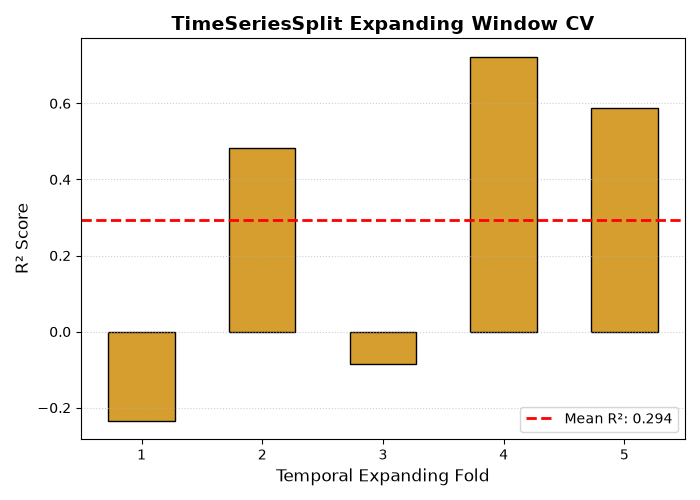 TimeSeriesSplit Expanding Window CV
R² Score
0.6
0.4
0.2
0.0
−0.2
Mean R²: 0.294
1 2 3 4 5
Temporal Expanding Fold